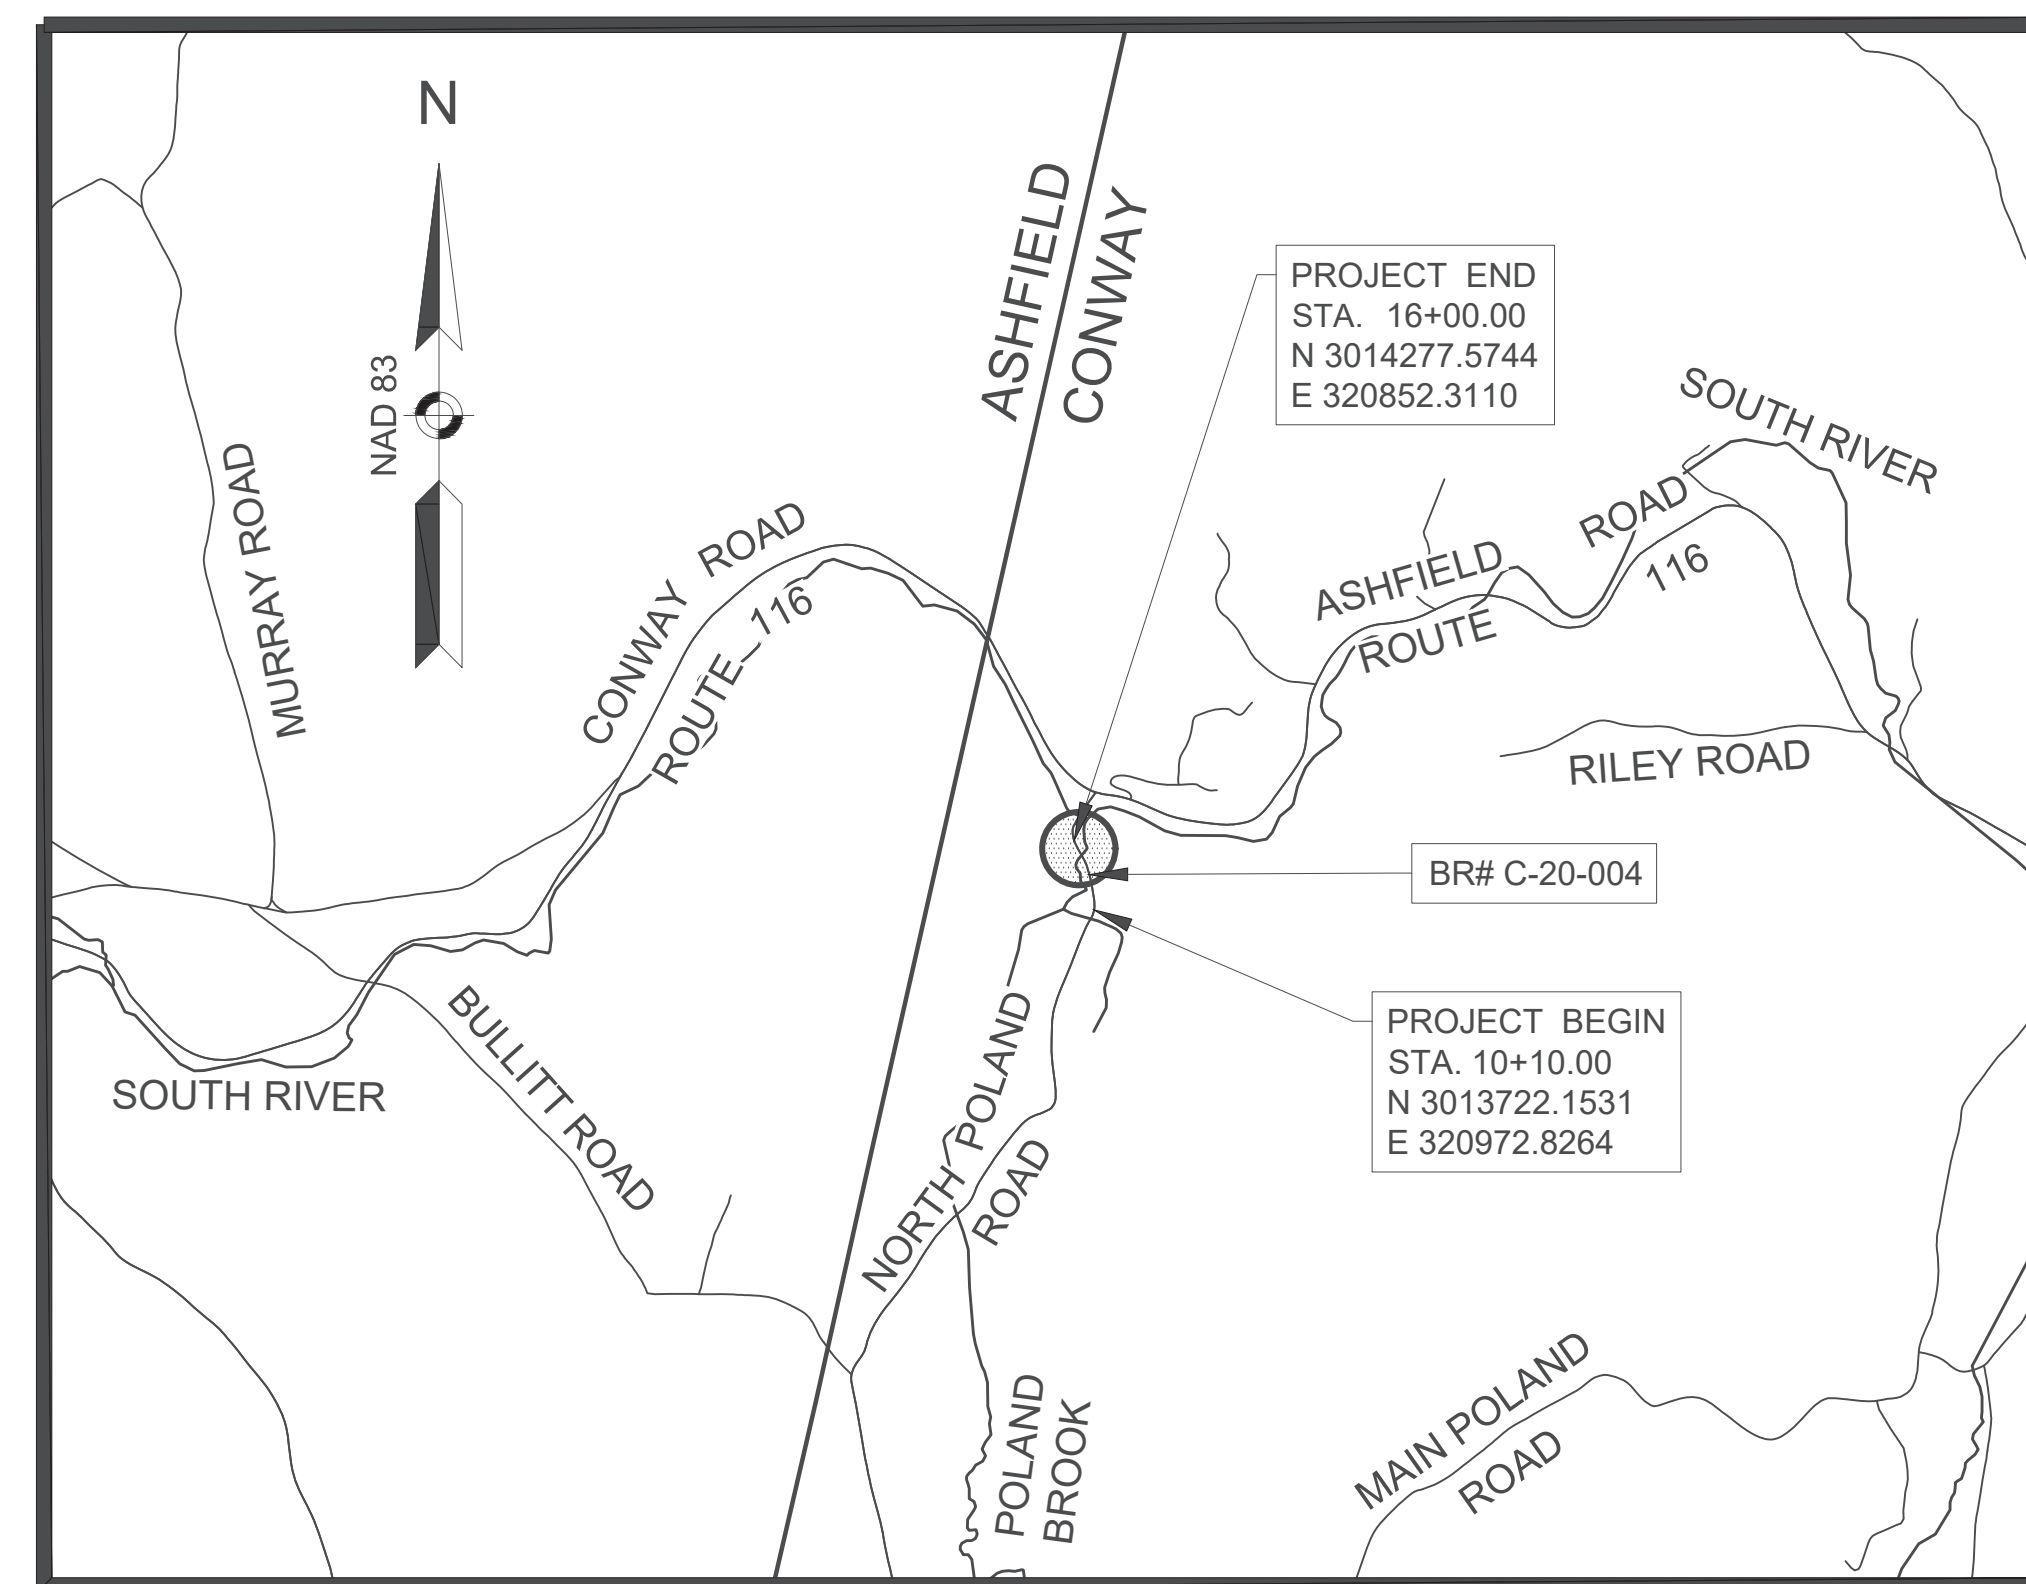 N
NAD 83
ASHFIELD
CONWAY
PROJECT END
STA. 16+00.00
N 3014277.5744
E 320852.3110
SOUTH RIVER
MURRAY ROAD
CONWAY ROAD
ROUTE 116
ASHFIELD ROAD
ROUTE 116
RILEY ROAD
BR# C-20-004
PROJECT BEGIN
STA. 10+10.00
N 3013722.1531
E 320972.8264
SOUTH RIVER
BULLITT ROAD
NORTH POLAND
ROAD
POLAND
BROOK
MAIN POLAND
ROAD